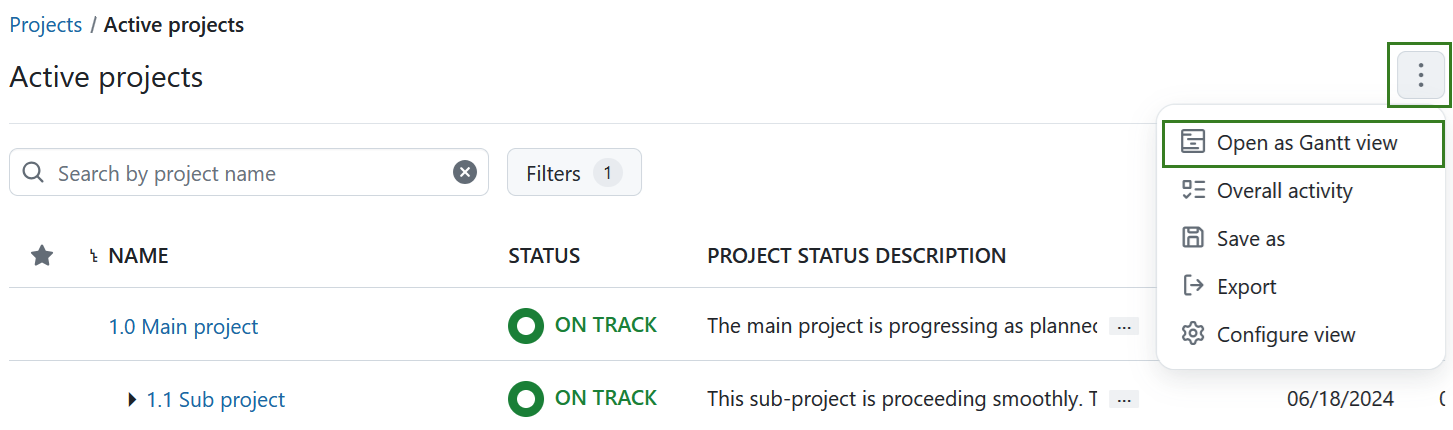 Projects / Active projects
Active projects
Open as Gantt view
Search by project name
Filters 1
Overall activity
Save as
NAME STATUS PROJECT STATUS DESCRIPTION
Export
1.0 Main project ON TRACK The main project is progressing as planned ...
Configure view
1.1 Sub project ON TRACK This sub-project is proceeding smoothly. T ... 06/18/2024